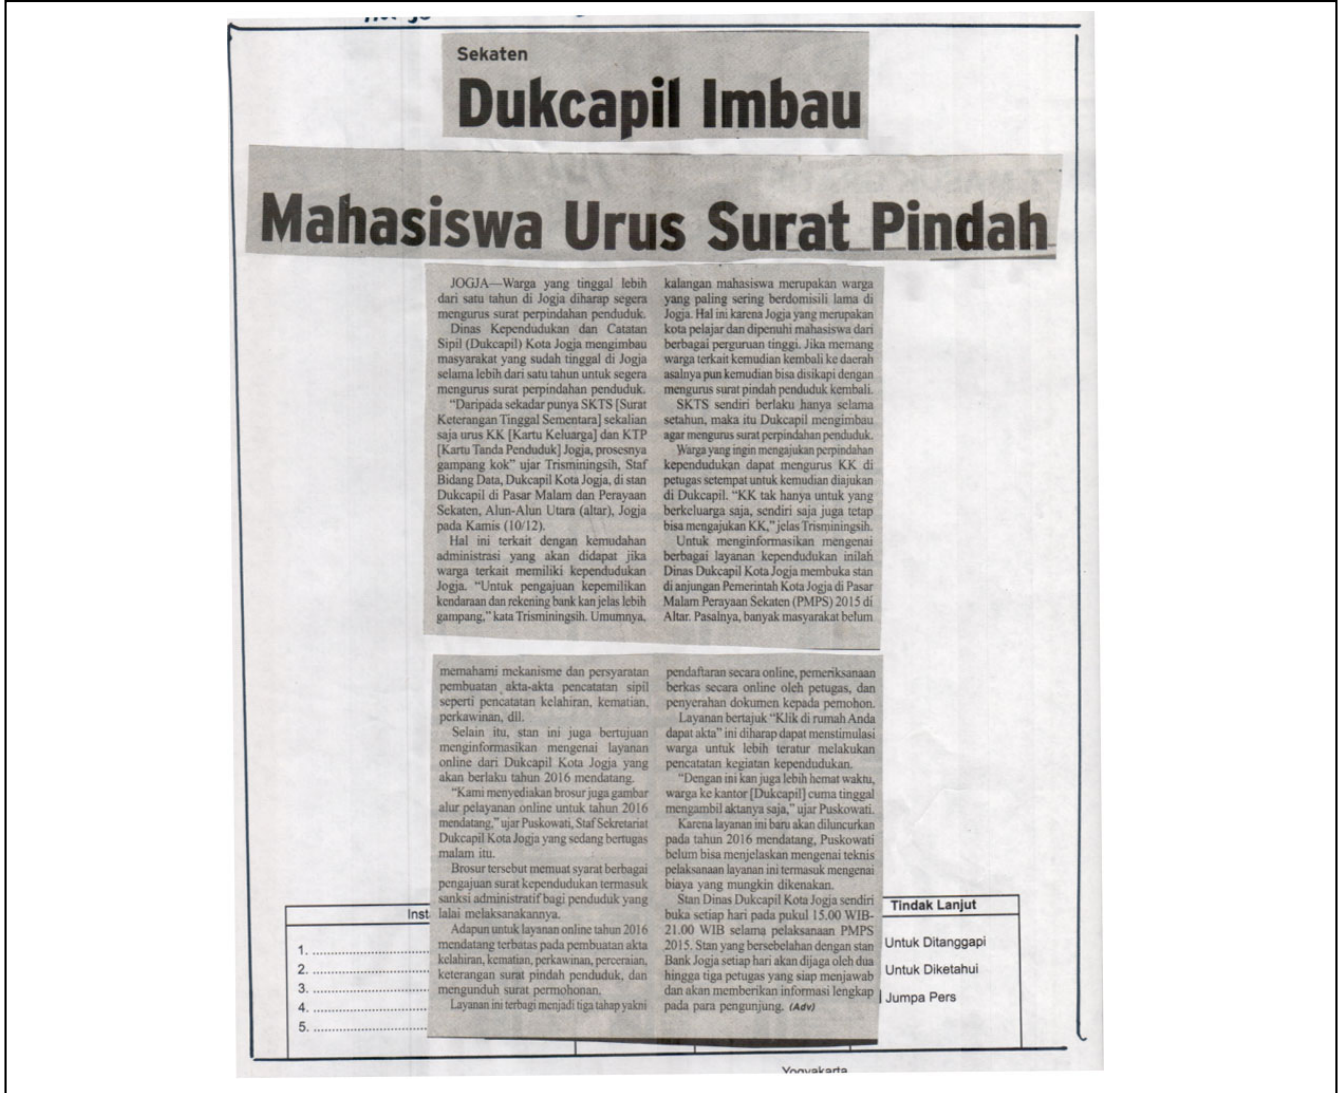 Sekaten
Dukcapil Imbau
Mahasiswa Urus Surat Pindah
JOGJA—Warga yang tinggal lebih
dari satu tahun di Jogja diharap segera
mengurus surat perpindahan penduduk.
Dinas Kependudukan dan Catatan
Sipil (Dukcapil) Kota Jogja mengimbau
masyarakat yang sudah tinggal di Jogja
selama lebih dari satu tahun untuk segera
mengurus surat perpindahan penduduk.
“Daripada sekadar punya SKTS [Surat
Keterangan Tinggal Sementara] sekalian
saja urus KK [Kartu Keluarga] dan KTP
[Kartu Tanda Penduduk] Jogja, prosesnya
gampang kok” ujar Trisminingsih, Staf
Bidang Data, Dukcapil Kota Jogja, di stan
Dukcapil di Pasar Malam dan Perayaan
Sekaten, Alun-Alun Utara (altar), Jogja
pada Kamis (10/12).
Hal ini terkait dengan kemudahan
administrasi yang akan didapat jika
warga terkait memiliki kependudukan
Jogja. “Untuk pengajuan kepemilikan
kendaraan dan rekening bank kan jelas lebih
gampang,” kata Trisminingsih. Umumnya,
kalangan mahasiswa merupakan warga
yang paling sering berdomisili lama di
Jogja. Hal ini karena Jogja yang merupakan
kota pelajar dan dipenuhi mahasiswa dari
berbagai perguruan tinggi. Jika memang
warga terkait kemudian kembali ke daerah
asalnya pun kemudian bisa disikapi dengan
mengurus surat pindah penduduk kembali.
SKTS sendiri berlaku hanya selama
setahun, maka itu Dukcapil mengimbau
agar mengurus surat perpindahan penduduk.
Warga yang ingin mengajukan perpindahan
kependudukan dapat mengurus KK di
petugas setempat untuk kemudian diajukan
di Dukcapil. “KK tak hanya untuk yang
berkeluarga saja, sendiri saja juga tetap
bisa mengajukan KK,” jelas Trisminingsih.
Untuk menginformasikan mengenai
berbagai layanan kependudukan inilah
Dinas Dukcapil Kota Jogja membuka stan
di anjungan Pemerintah Kota Jogja di Pasar
Malam Perayaan Sekaten (PMPS) 2015 di
Altar. Pasalnya, banyak masyarakat belum
memahami mekanisme dan persyaratan
pembuatan akta-akta pencatatan sipil
seperti pencatatan kelahiran, kematian,
perkawinan, dll.
Selain itu, stan ini juga bertujuan
menginformasikan mengenai layanan
online dari Dukcapil Kota Jogja yang
akan berlaku tahun 2016 mendatang.
“Kami menyediakan brosur juga gambar
alur pelayanan online untuk tahun 2016
mendatang,” ujar Puskowati, Staf Sekretariat
Dukcapil Kota Jogja yang sedang bertugas
malam itu.
Brosur tersebut memuat syarat berbagai
pengajuan surat kependudukan termasuk
sanksi administratif bagi penduduk yang
lalai melaksanakannya.
Adapun untuk layanan online tahun 2016
mendatang terbatas pada pembuatan akta
kelahiran, kematian, perkawinan, perceraian,
keterangan surat pindah penduduk, dan
mengunduh surat permohonan.
Layanan ini terbagi menjadi tiga tahap yakni
pendaftaran secara online, pemeriksanaan
berkas secara online oleh petugas, dan
penyerahan dokumen kepada pemohon.
Layanan bertajuk “Klik di rumah Anda
dapat akta” ini diharap dapat menstimulasi
warga untuk lebih teratur melakukan
pencatatan kegiatan kependudukan.
“Dengan ini kan juga lebih hemat waktu,
warga ke kantor [Dukcapil] cuma tinggal
mengambil aktanya saja,” ujar Puskowati.
Karena layanan ini baru akan diluncurkan
pada tahun 2016 mendatang, Puskowati
belum bisa menjelaskan mengenai teknis
pelaksanaan layanan ini termasuk mengenai
biaya yang mungkin dikenakan.
Stan Dinas Dukcapil Kota Jogja sendiri
buka setiap hari pada pukul 15.00 WIB-
21.00 WIB selama pelaksanaan PMPS
2015. Stan yang bersebelahan dengan stan
Bank Jogja setiap hari akan dijaga oleh dua
hingga tiga petugas yang siap menjawab
dan akan memberikan informasi lengkap
pada para pengunjung. (Adv)
Inst
1. ........................
2. ........................
3. ........................
4. ........................
5. ........................
Tindak Lanjut
Untuk Ditanggapi
Untuk Diketahui
Jumpa Pers
Yogyakarta